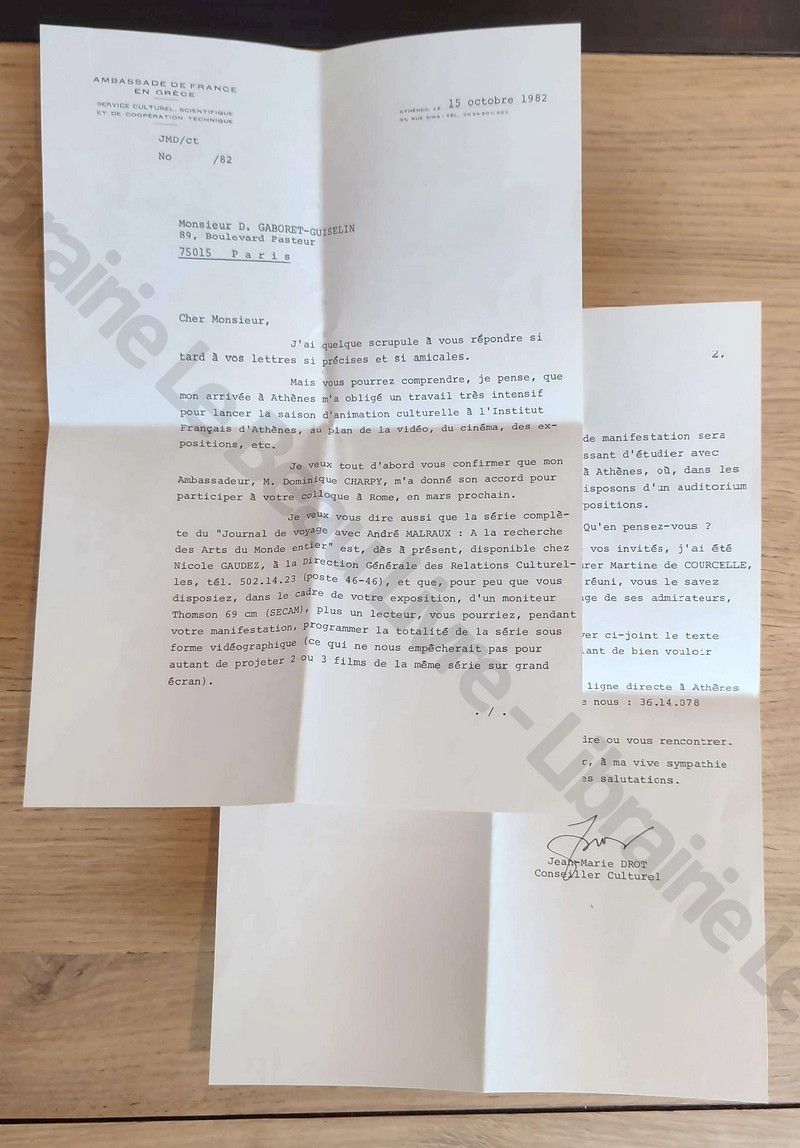 AMBASSADE DE FRANCE
EN GRÈCE
SERVICE CULTUREL, SCIENTIFIQUE
ET DE COOPÉRATION TECHNIQUE
JMD/ct
No /82
ATHÈNES, LE 15 octobre 1982
Monsieur D. GABORET-GUISELIN
89, Boulevard Pasteur
75015 P a r i s
Cher Monsieur,
J'ai quelque scrupule à vous répondre si
tard à vos lettres si précises et si amicales.
Mais vous pourrez comprendre, je pense, que
mon arrivée à Athènes m'a obligé un travail très intensif
pour lancer la saison d'animation culturelle à l'Institut
Français d'Athènes, au plan de la vidéo, du cinéma, des ex-
positions, etc.
Je veux tout d'abord vous confirmer que mon
Ambassadeur, M. Dominique CHARPY, m'a donné son accord pour
participer à votre colloque à Rome, en mars prochain.
Je veux vous dire aussi que la série complè-
te du "Journal de voyage avec André MALRAUX : A la recherche
des Arts du Monde entier" est, dès à présent, disponible chez
Nicole GAUDEZ, à la Direction Générale des Relations Culturel-
les, tél. 502.14.23 (poste 46-46), et que, pour peu que vous
disposiez, dans le cadre de votre exposition, d'un moniteur
Thomson 69 cm (SECAM), plus un lecteur, vous pourriez, pendant
votre manifestation, programmer la totalité de la série sous
forme vidéographique (ce qui ne nous empêcherait pas pour
autant de projeter 2 ou 3 films de la même série sur grand
écran).
. / .
2.
de manifestation sera
ssant d'étudier avec
à Athènes, où, dans les
isposons d'un auditorium
positions.
Qu'en pensez-vous ?
vos invités, j'ai été
rer Martine de COURCELLE,
réuni, vous le savez
ge de ses admirateurs,
er ci-joint le texte
ant de bien vouloir
ligne directe à Athènes
e nous : 36.14.078
ire ou vous rencontrer.
r, à ma vive sympathie
es salutations.
Jean-Marie DROT
Conseiller Culturel
Librairie Le Beau Livre - Librairie Le